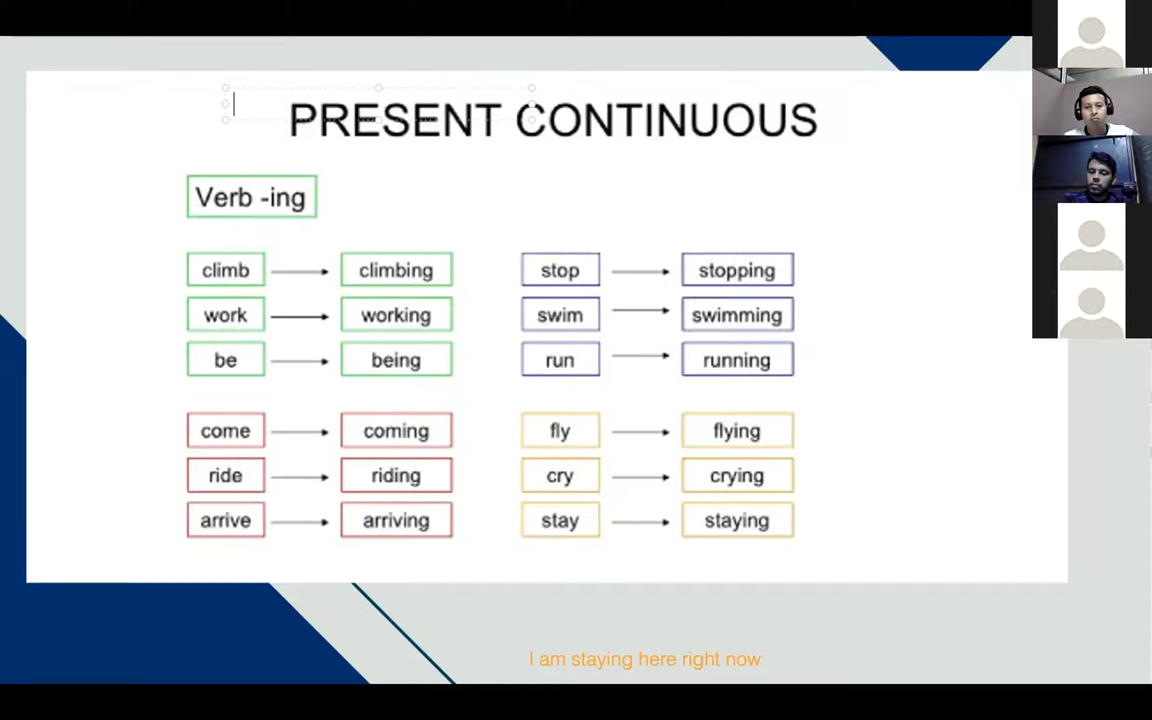 PRESENT CONTINUOUS
Verb -ing
climb climbing stop stopping
work working swim swimming
be being run running
come coming fly flying
ride riding cry crying
arrive arriving stay staying
I am staying here right now